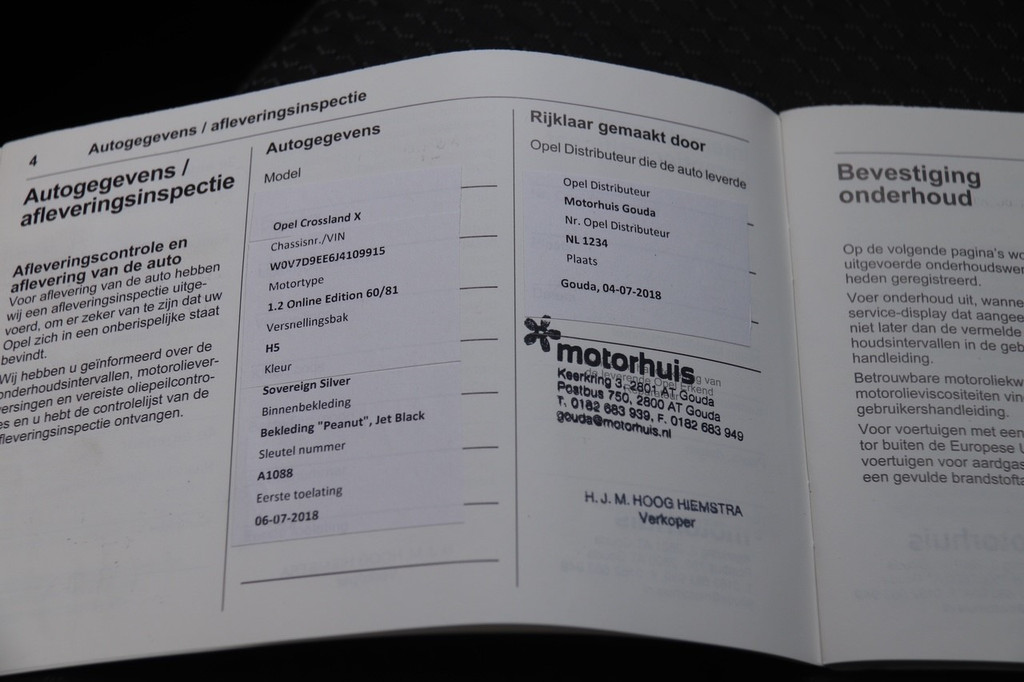 4
Autogegevens / afleveringsinspectie
Autogegevens /
afleveringsinspectie
Afleveringscontrole en
aflevering van de auto
Voor aflevering van de auto hebben
wij een afleveringsinspectie uitge-
voerd, om er zeker van te zijn dat uw
Opel zich in een onberispelijke staat
bevindt.
Wij hebben u geïnformeerd over de
onderhoudsintervallen, motoroliever-
versingen en vereiste oliepeilcontro-
es en u hebt de controlelijst van de
fleveringsinspectie ontvangen.
Autogegevens
Model
Opel Crossland X
Chassisnr./VIN
W0V7D9EE6J4109915
Motortype
1.2 Online Edition 60/81
Versnellingsbak
H5
Kleur
Sovereign Silver
Binnenbekleding
Bekleding "Peanut", Jet Black
Sleutel nummer
A1088
Eerste toelating
06-07-2018
Rijklaar gemaakt door
Opel Distributeur die de auto leverde
Opel Distributeur
Motorhuis Gouda
Nr. Opel Distributeur
NL 1234
Plaats
Gouda, 04-07-2018
motorhuis
van
Keerkring 3, 2801 AT Gouda
Postbus 750, 2800 AT Gouda
T. 0182 683 939, F. 0182 683 949
gouda@motorhuis.nl
H. J. M. HOOG HIEMSTRA
Verkoper
Bevestiging
onderhoud
Op de volgende pagina's wo
uitgevoerde onderhoudswer
heden geregistreerd.
Voer onderhoud uit, wanne
service-display dat aangee
niet later dan de vermelde
houdsintervallen in de geb
handleiding.
Betrouwbare motoroliekw
motorolieviscositeiten vin
gebruikershandleiding.
Voor voertuigen met een
tor buiten de Europese U
voertuigen voor aardgas
een gevulde brandstofta